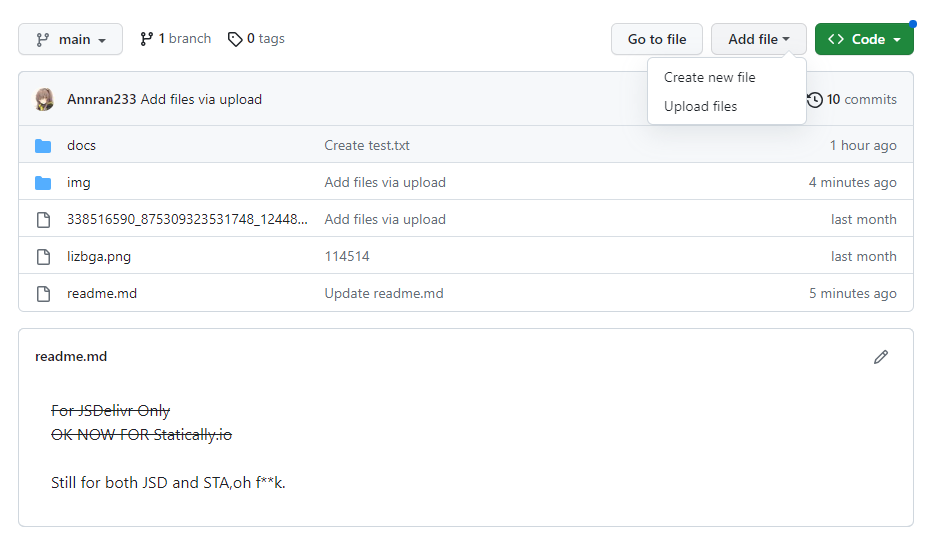 main 1 branch 0 tags Go to file Add file Code
Create new file
Upload files
Annran233 Add files via upload 10 commits
docs Create test.txt 1 hour ago
img Add files via upload 4 minutes ago
338516590_875309323531748_12448... Add files via upload last month
lizbga.png 114514 last month
readme.md Update readme.md 5 minutes ago
readme.md
For JSDelivr Only
OK NOW FOR Statically.io
Still for both JSD and STA,oh f**k.